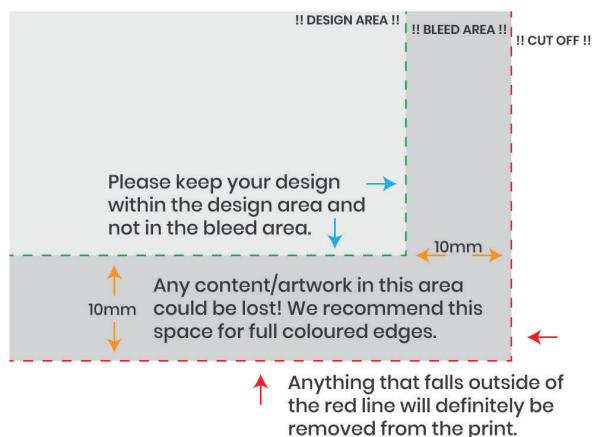 !! DESIGN AREA !!
!! BLEED AREA !!
!! CUT OFF !!
Please keep your design
within the design area and
not in the bleed area.
10mm
10mm
Any content/artwork in this area
could be lost! We recommend this
space for full coloured edges.
Anything that falls outside of
the red line will definitely be
removed from the print.